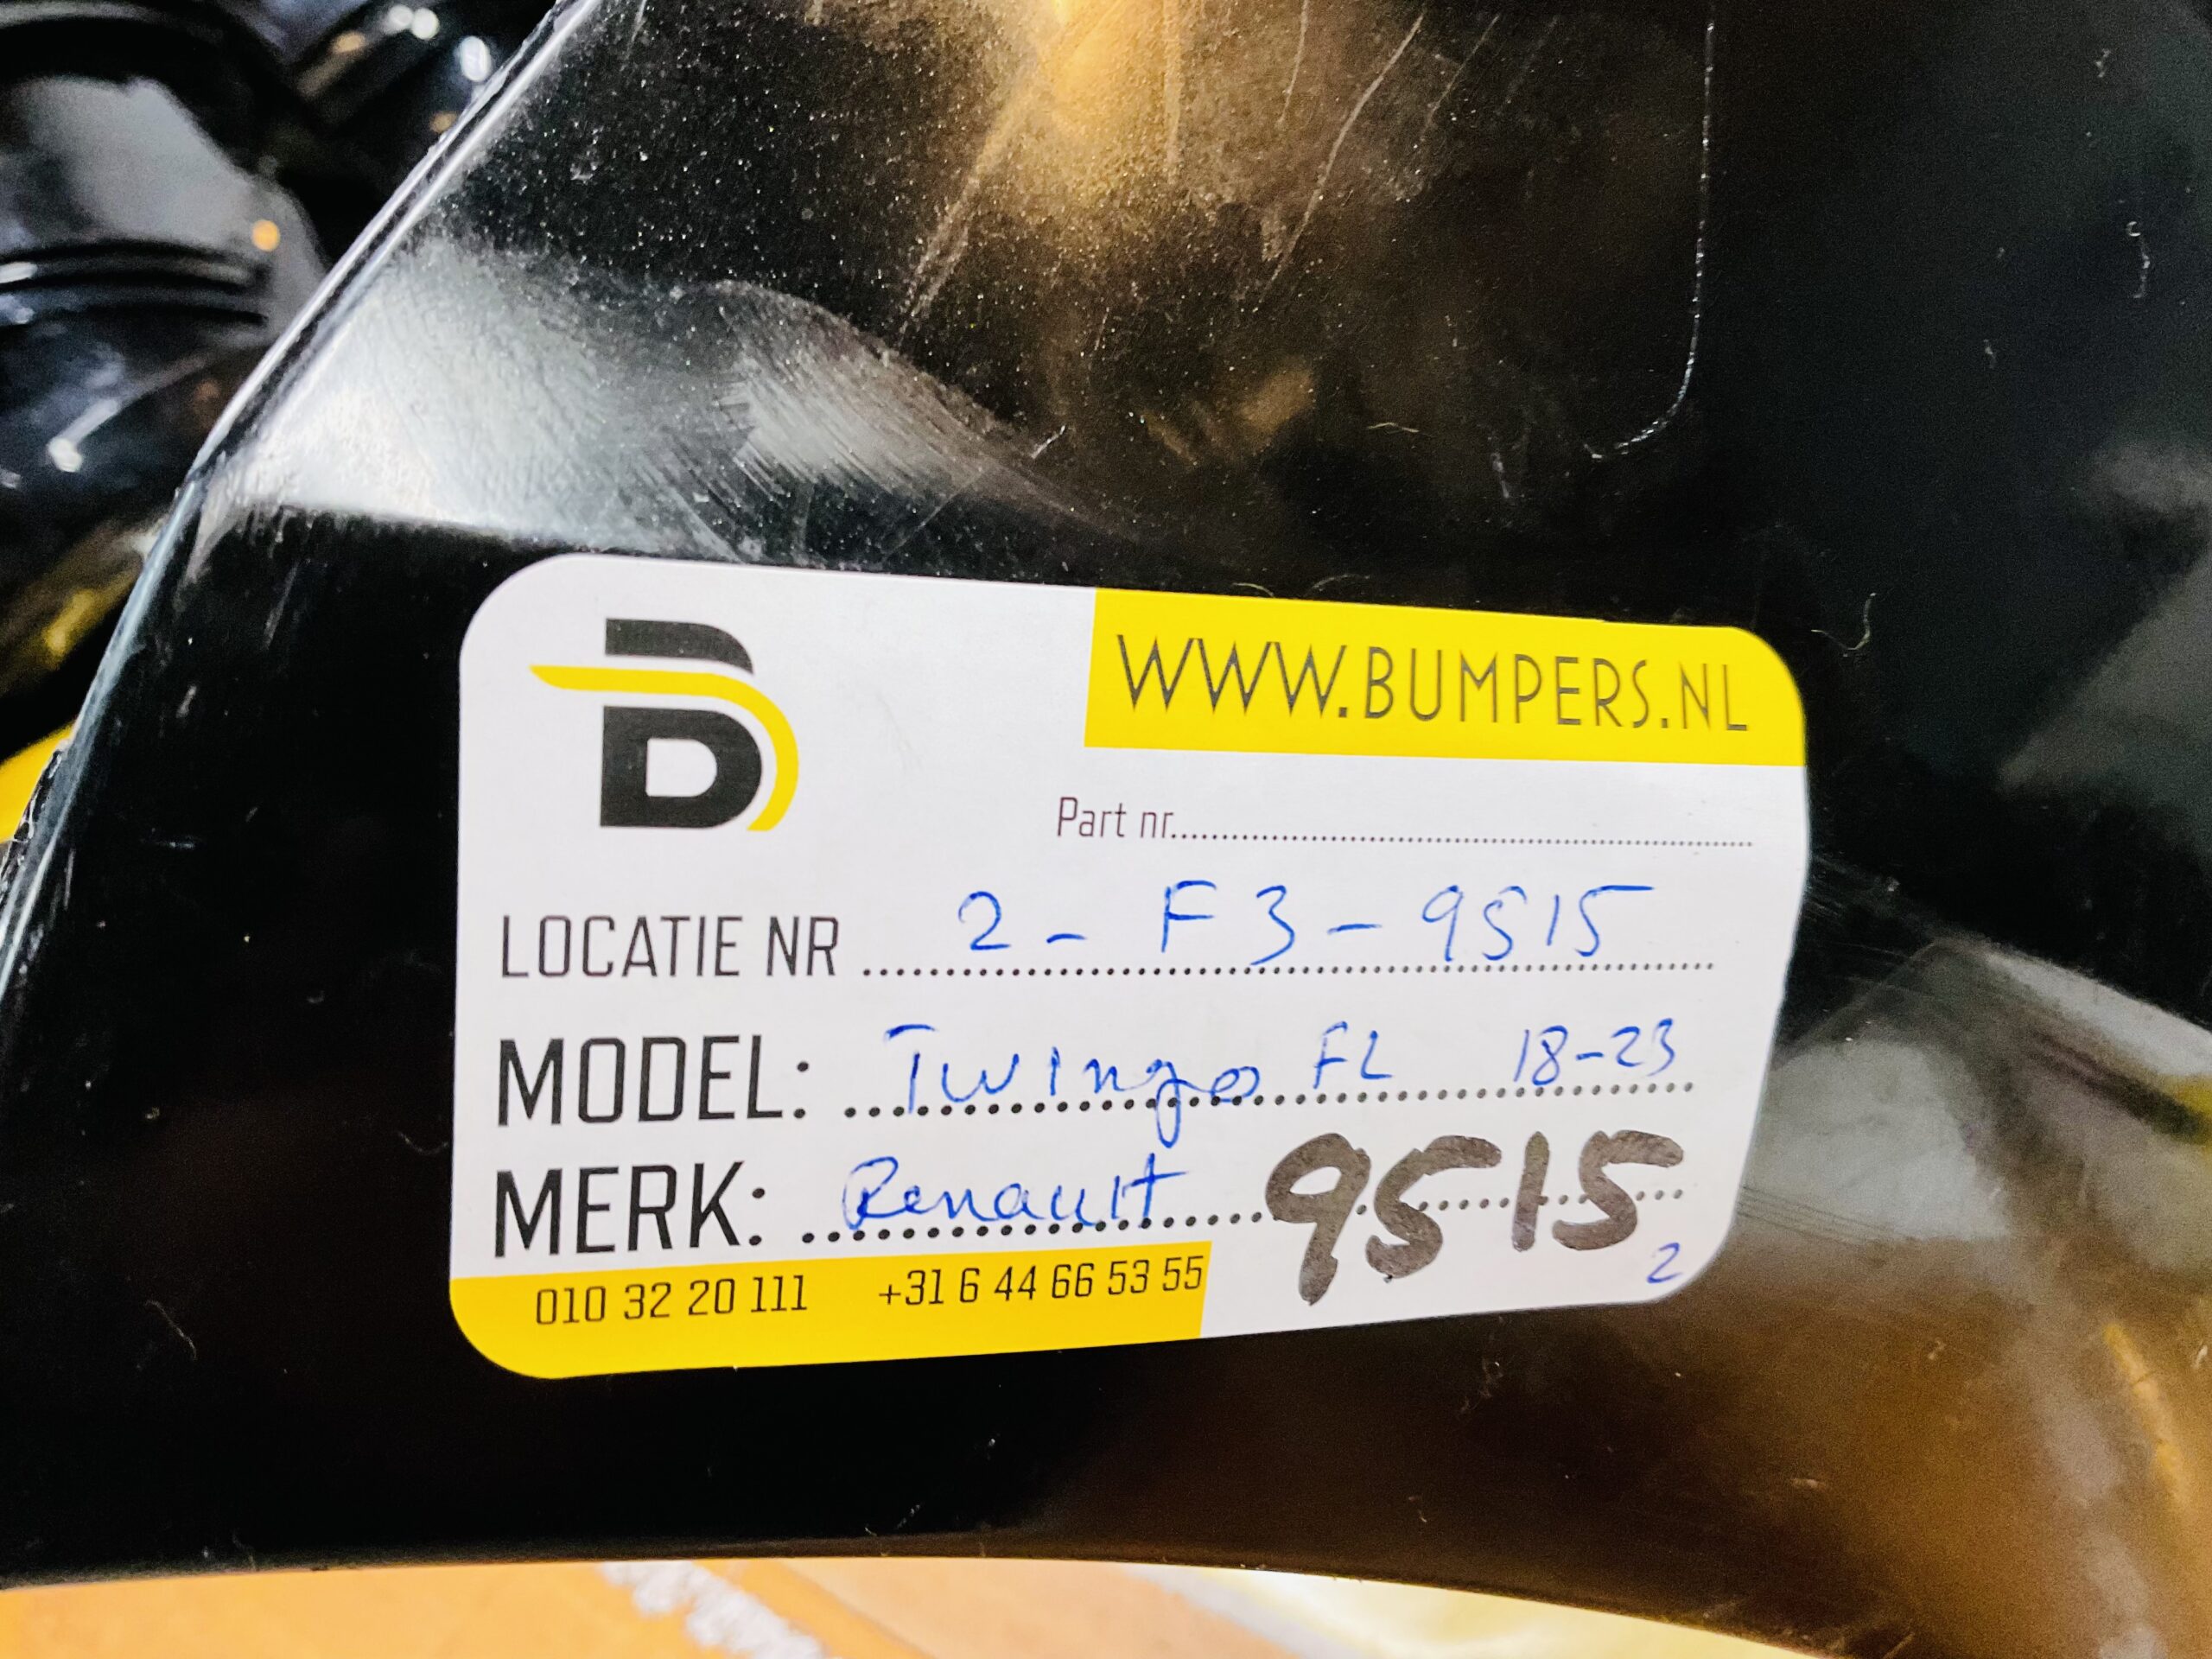 WWW.BUMPERS.NL
Part nr.
LOCATIE NR 2 - F3 - 9515
MODEL: Twingo FL 18-23
MERK: Renault 9515
2
010 32 20 111 +31 6 44 66 53 55